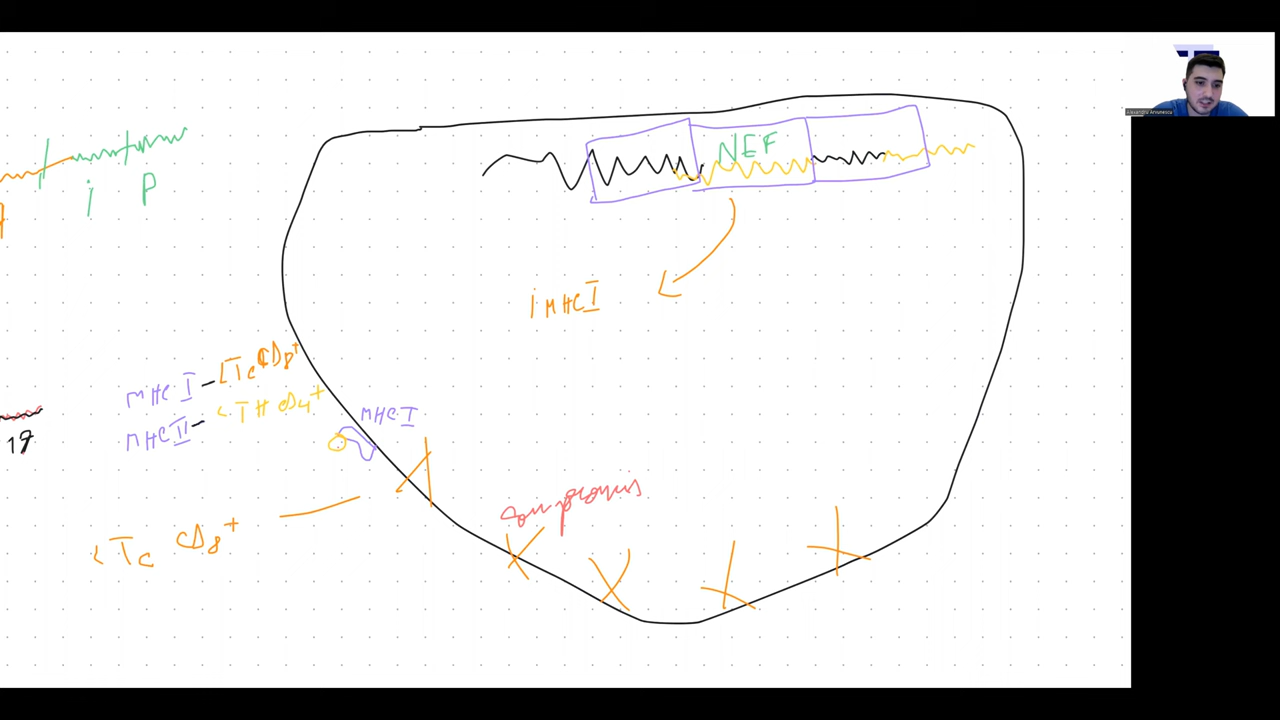 NEF
i p
i MHC I
MHC I - LTc CD8+
MHC II - LTH CD4+
MHC I
19
LTc CD8+